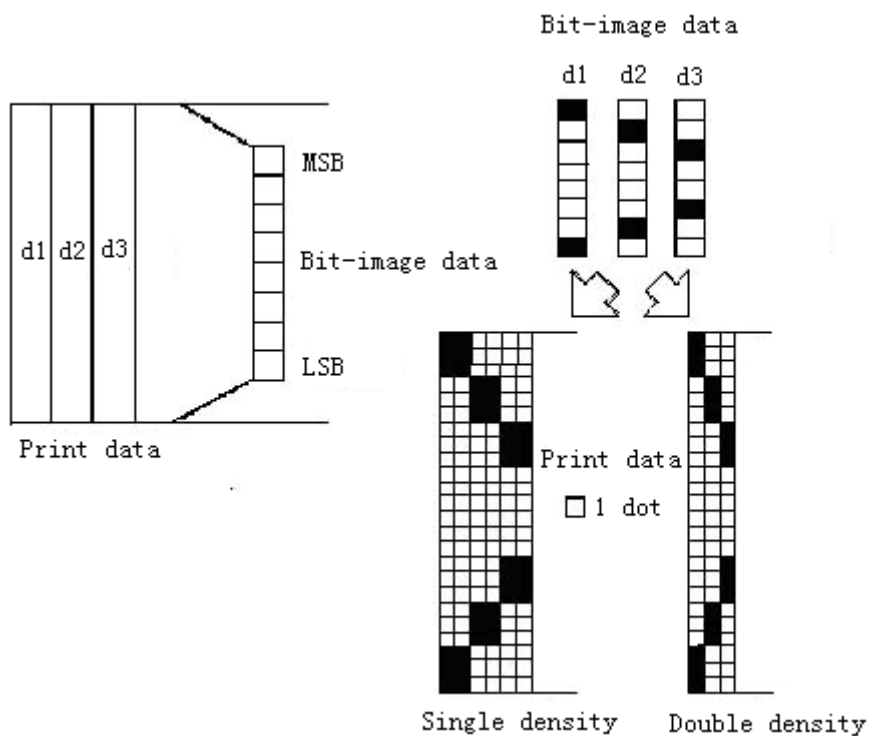 Bit-image data
d1 d2 d3
MSB
d1 d2 d3
Bit-image data
LSB
Print data
Print data
1 dot
Single density
Double density